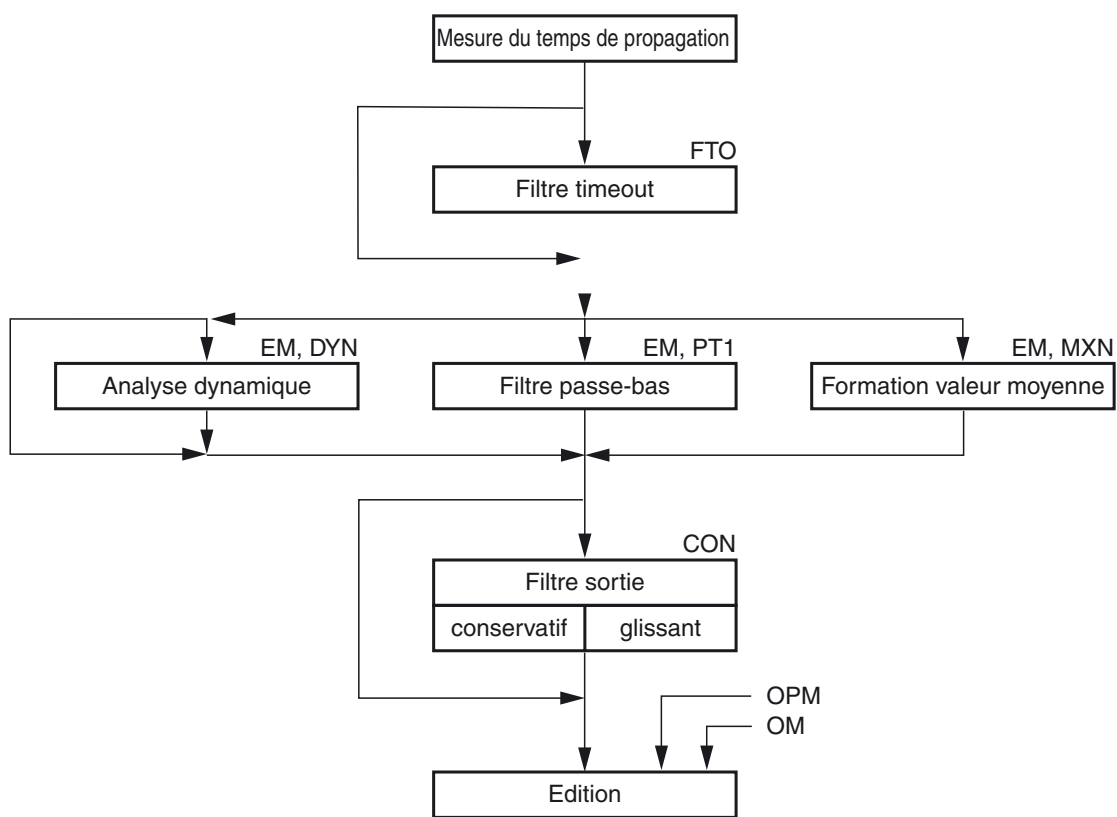 Mesure du temps de propagation
FTO
Filtre timeout
EM, DYN
EM, PT1
EM, MXN
Analyse dynamique
Filtre passe-bas
Formation valeur moyenne
CON
Filtre sortie
conservatif
glissant
OPM
OM
Edition